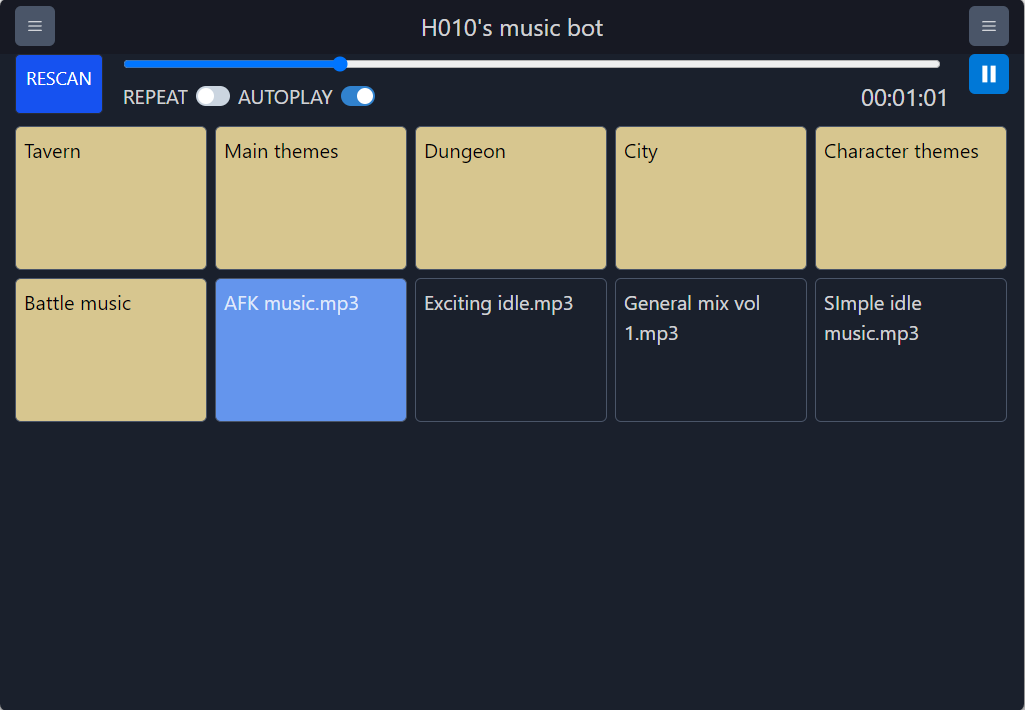 H010's music bot
RESCAN
REPEAT AUTOPLAY 00:01:01
Tavern
Main themes
Dungeon
City
Character themes
Battle music
AFK music.mp3
Exciting idle.mp3
General mix vol
1.mp3
SImple idle
music.mp3